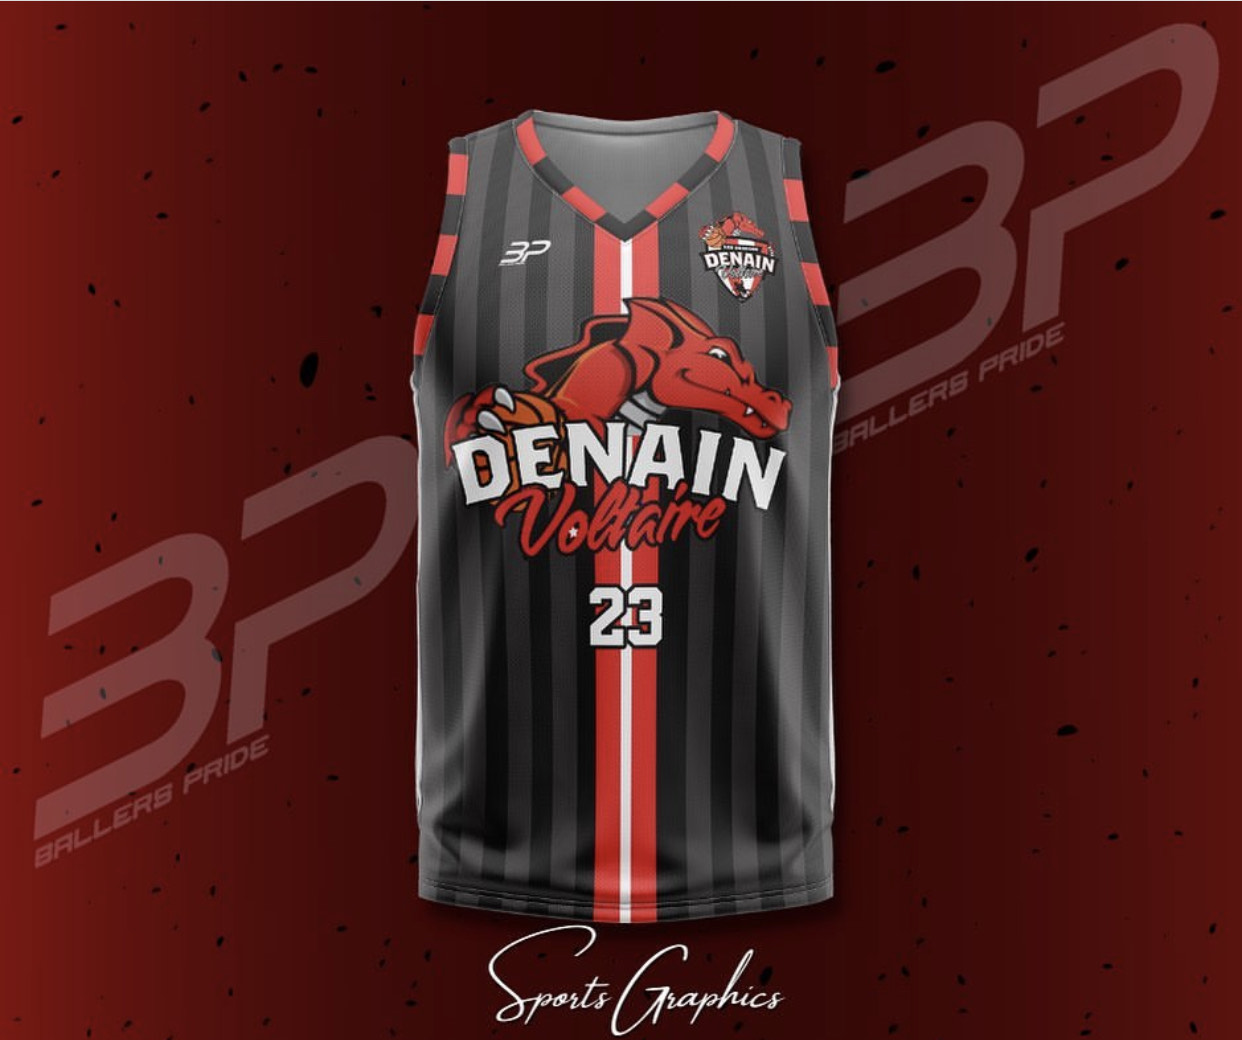 BP
BALLERS PRIDE
BP
DENAIN
DENAIN
Voltaire
23
BP
BALLERS PRIDE
Sports Graphics